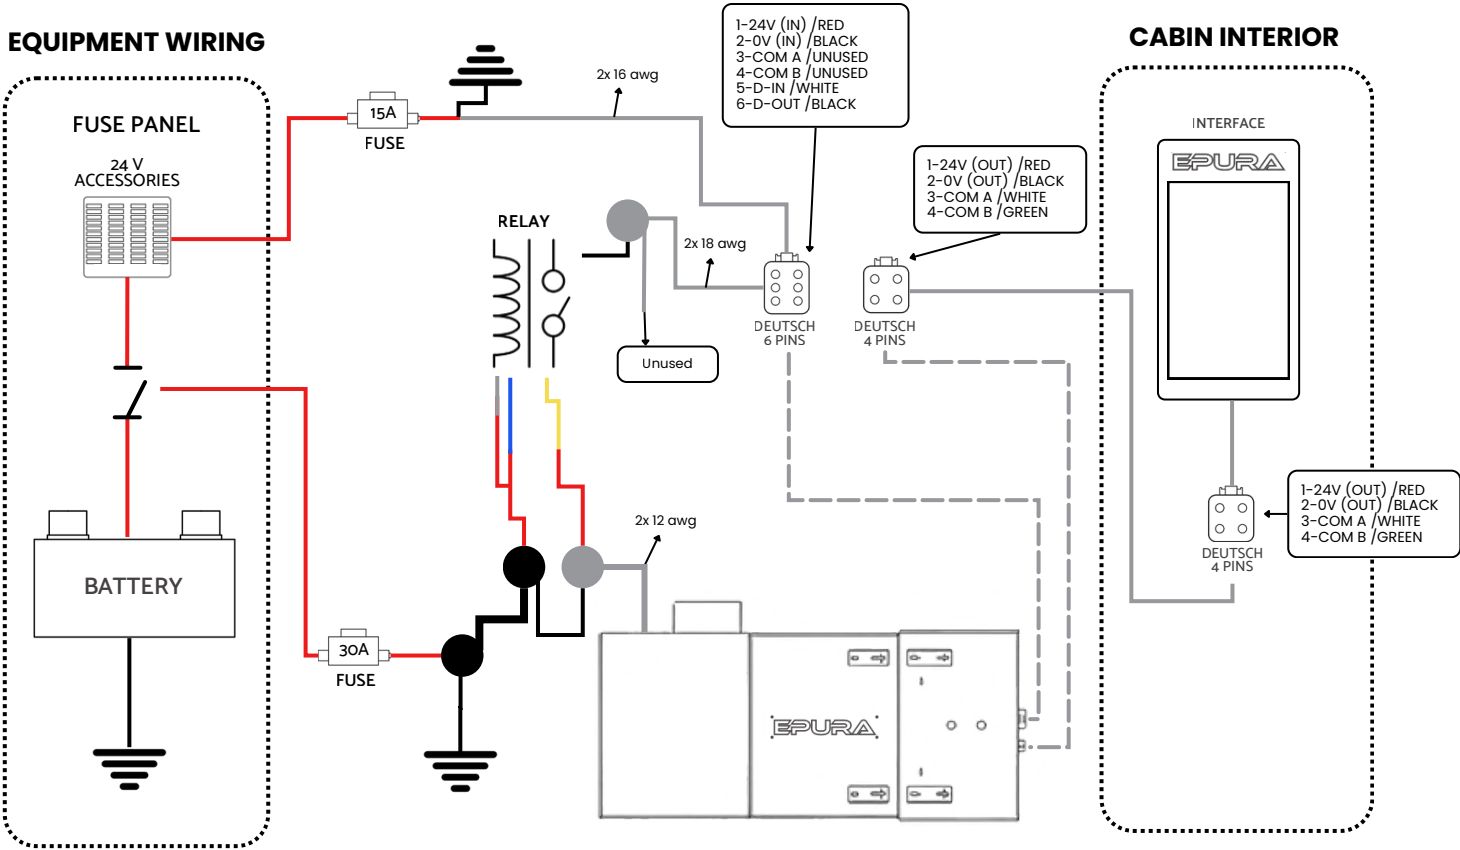 EQUIPMENT WIRING
FUSE PANEL
24 V
ACCESSORIES
BATTERY
15A
FUSE
30A
FUSE
2x 16 awg
RELAY
2x 18 awg
Unused
2x 12 awg
1-24V (IN) /RED
2-0V (IN) /BLACK
3-COM A /UNUSED
4-COM B /UNUSED
5-D-IN /WHITE
6-D-OUT /BLACK
DEUTSCH
6 PINS
1-24V (OUT) /RED
2-0V (OUT) /BLACK
3-COM A /WHITE
4-COM B /GREEN
DEUTSCH
4 PINS
EPURA
CABIN INTERIOR
INTERFACE
EPURA
1-24V (OUT) /RED
2-0V (OUT) /BLACK
3-COM A /WHITE
4-COM B /GREEN
DEUTSCH
4 PINS